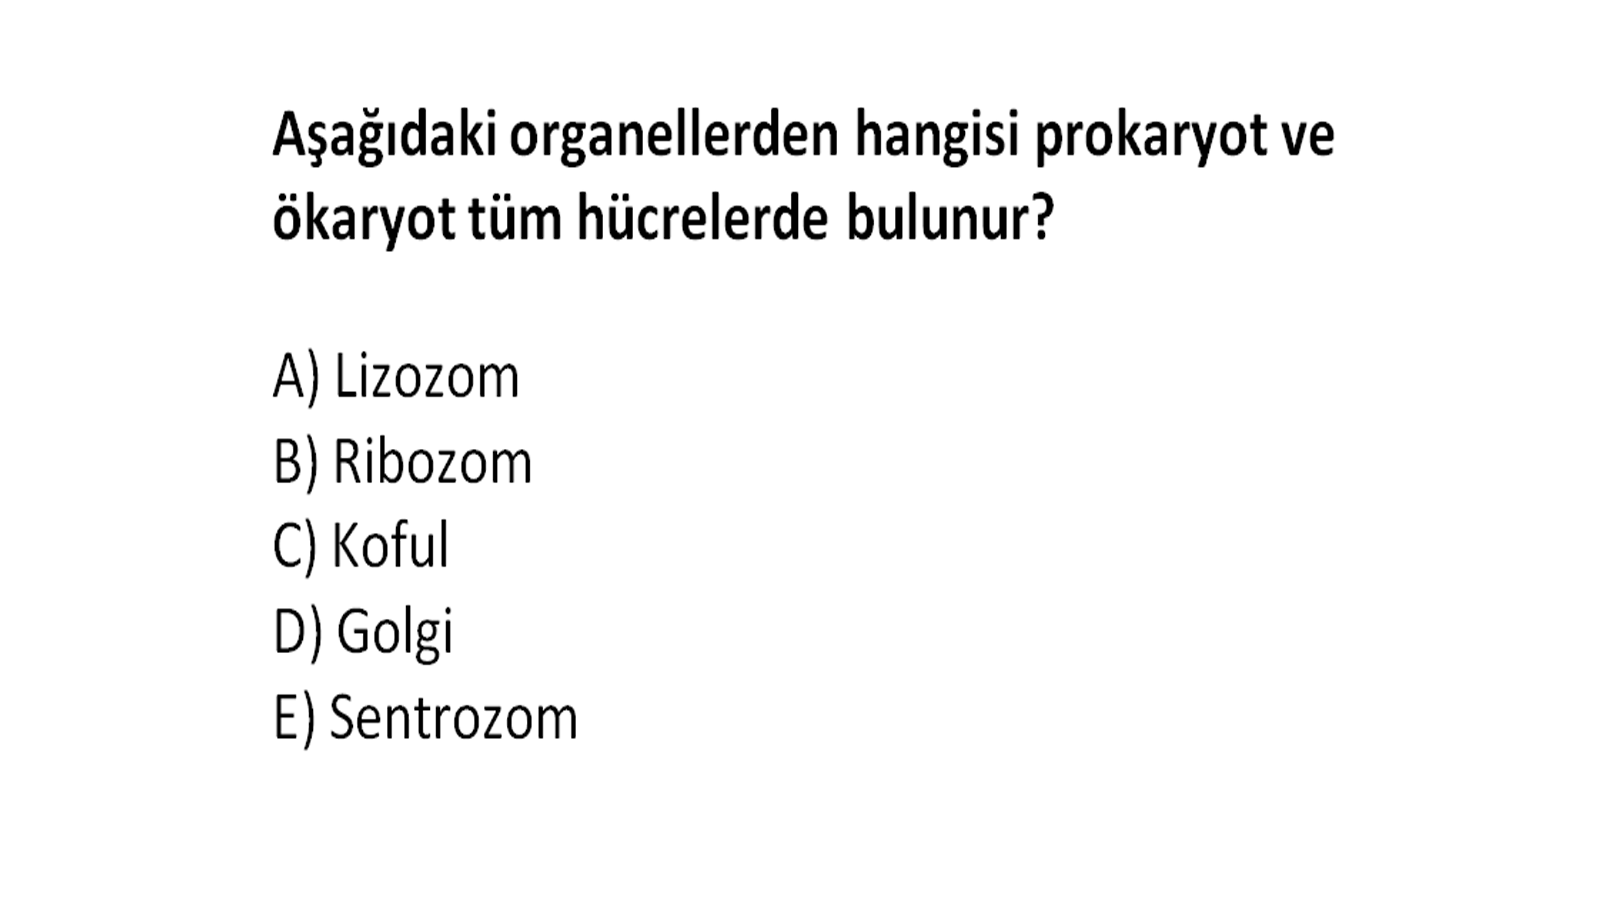 Aşağıdaki organellerden hangisi prokaryot ve
ökaryot tüm hücrelerde bulunur?
A) Lizozom
B) Ribozom
C) Koful
D) Golgi
E) Sentrozom